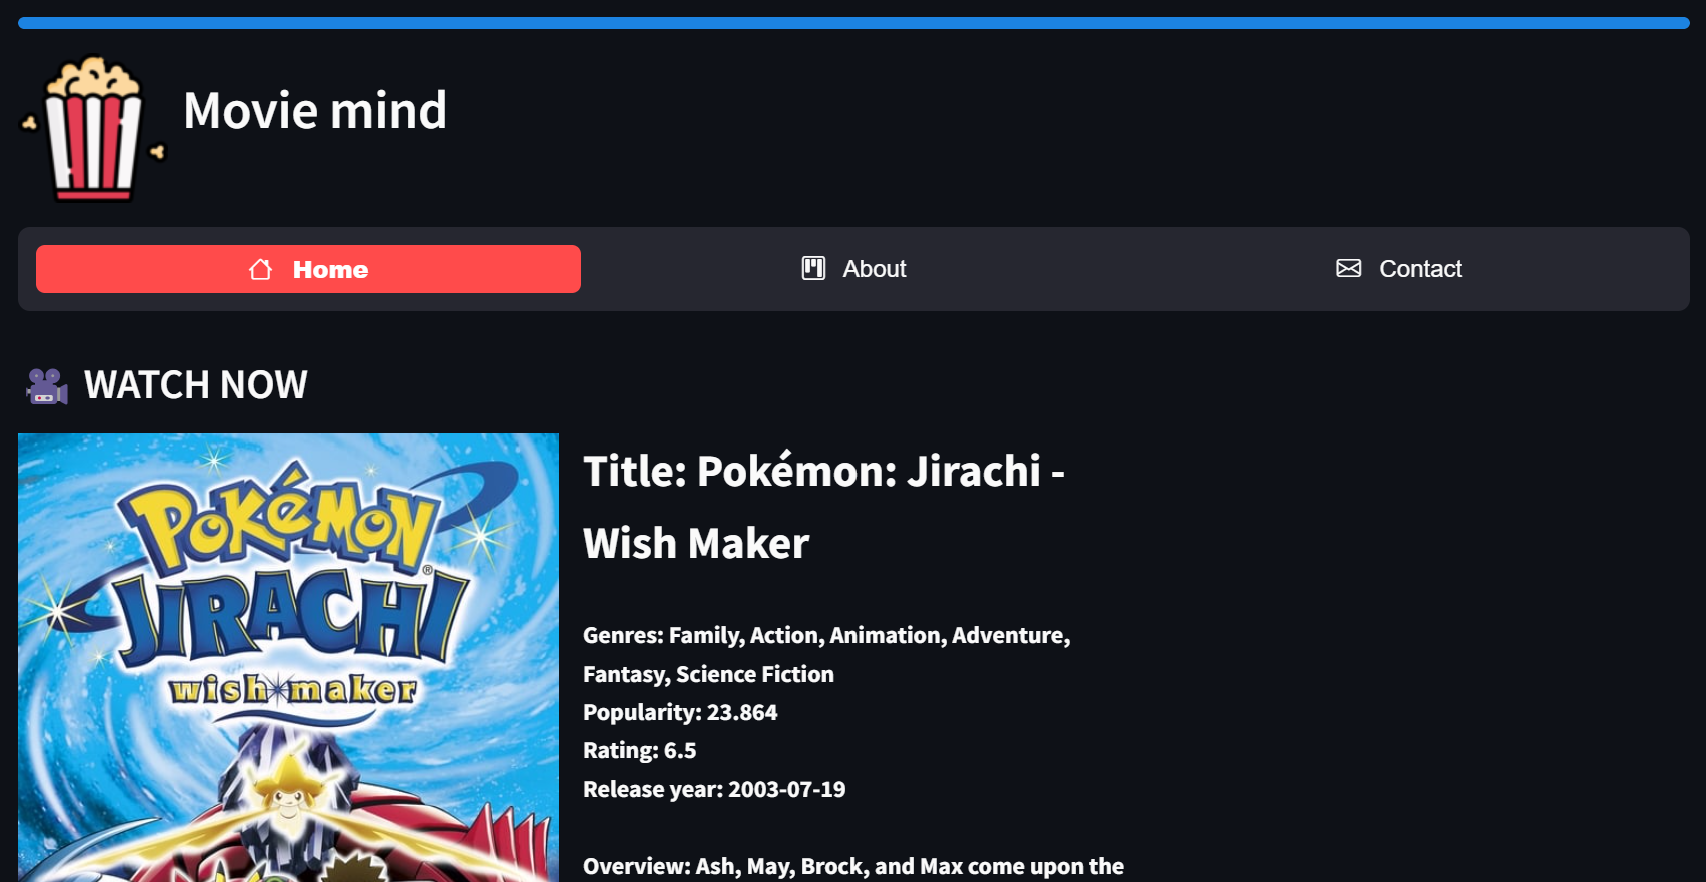 Movie mind
Home
About
Contact
WATCH NOW
POKéMON
JIRACHI®
wish maker
Title: Pokémon: Jirachi -
Wish Maker
Genres: Family, Action, Animation, Adventure,
Fantasy, Science Fiction
Popularity: 23.864
Rating: 6.5
Release year: 2003-07-19
Overview: Ash, May, Brock, and Max come upon the